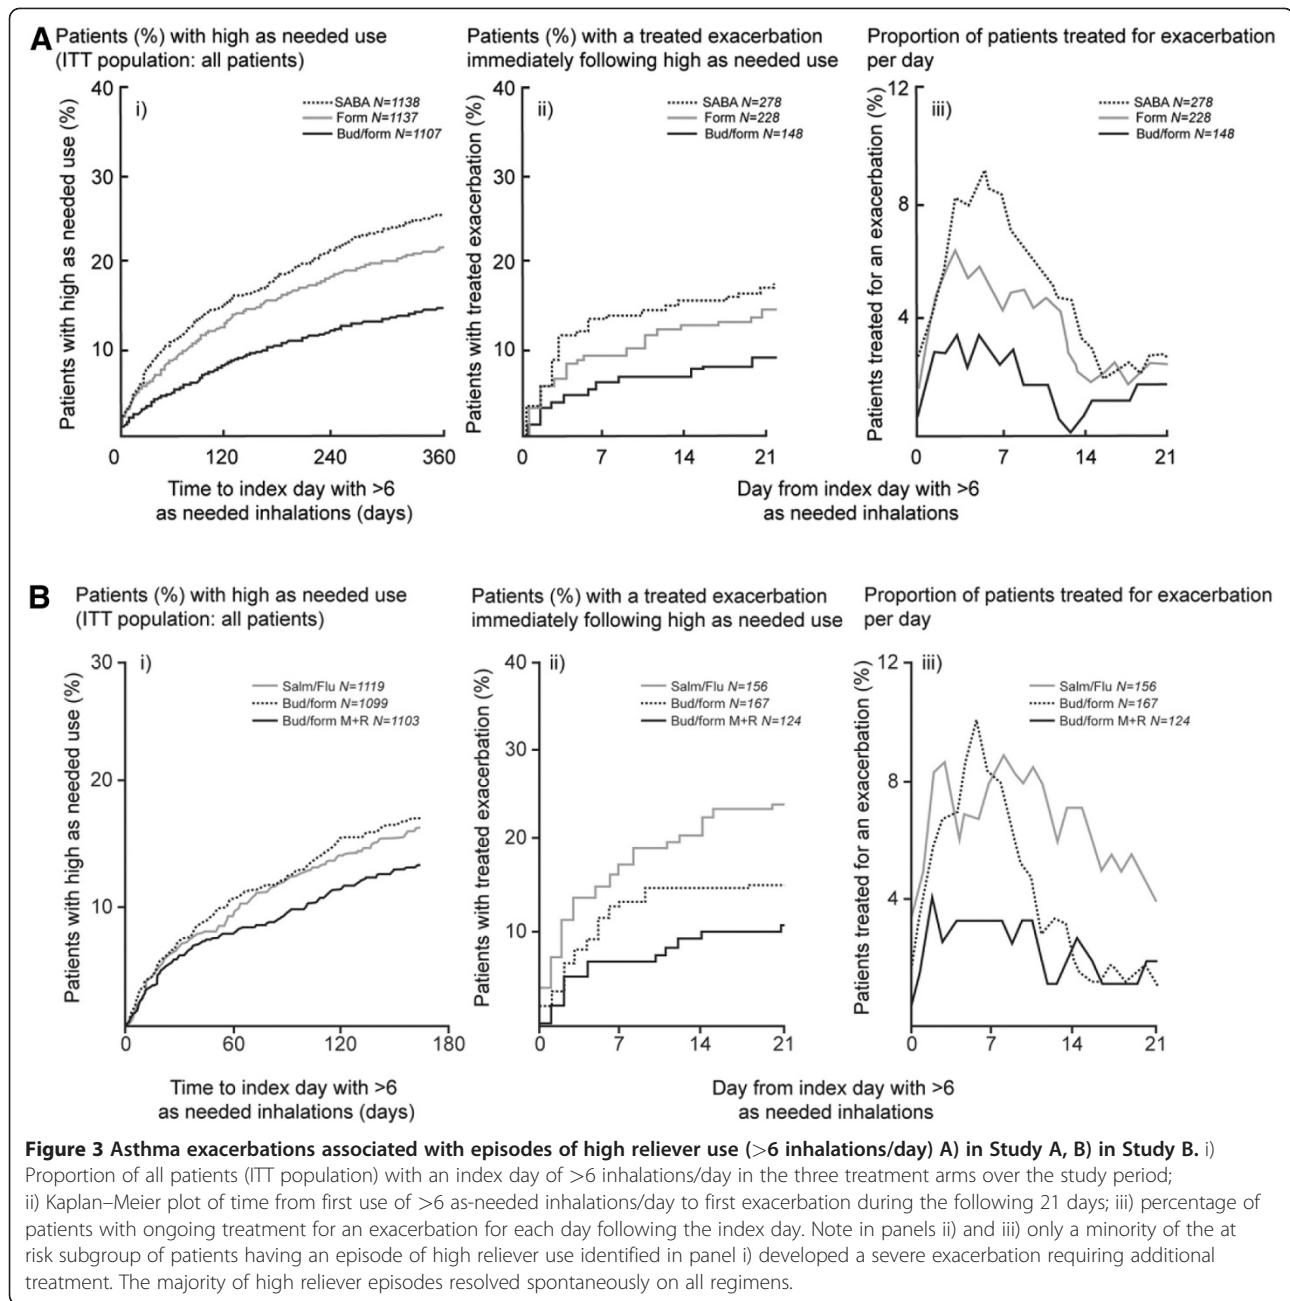 A
Patients (%) with high as needed use
(ITT population: all patients)
Patients with high as needed use (%)
40
30
20
10
i)
SABA N=1138
Form N=1137
Bud/form N=1107
0
120
240
360
Time to index day with >6
as needed inhalations (days)
Patients (%) with a treated exacerbation
immediately following high as needed use
Patients with treated exacerbation (%)
40
30
20
10
ii)
SABA N=278
Form N=228
Bud/form N=148
0
7
14
21
Day from index day with >6
as needed inhalations
Proportion of patients treated for exacerbation
per day
Patients treated for an exacerbation (%)
12
8
4
iii)
SABA N=278
Form N=228
Bud/form N=148
0
7
14
21
B
Patients (%) with high as needed use
(ITT population: all patients)
Patients with high as needed use (%)
30
20
10
i)
Salm/Flu N=1119
Bud/form N=1099
Bud/form M+R N=1103
0
60
120
180
Time to index day with >6
as needed inhalations (days)
Patients (%) with a treated exacerbation
immediately following high as needed use
Patients with treated exacerbation (%)
40
30
20
10
ii)
Salm/Flu N=156
Bud/form N=167
Bud/form M+R N=124
0
7
14
21
Day from index day with >6
as needed inhalations
Proportion of patients treated for exacerbation
per day
Patients treated for an exacerbation (%)
12
8
4
iii)
Salm/Flu N=156
Bud/form N=167
Bud/form M+R N=124
0
7
14
21
Figure 3 Asthma exacerbations associated with episodes of high reliever use (>6 inhalations/day) A) in Study A, B) in Study B. i)
Proportion of all patients (ITT population) with an index day of >6 inhalations/day in the three treatment arms over the study period;
ii) Kaplan–Meier plot of time from first use of >6 as-needed inhalations/day to first exacerbation during the following 21 days; iii) percentage of
patients with ongoing treatment for an exacerbation for each day following the index day. Note in panels ii) and iii) only a minority of the at
risk subgroup of patients having an episode of high reliever use identified in panel i) developed a severe exacerbation requiring additional
treatment. The majority of high reliever episodes resolved spontaneously on all regimens.